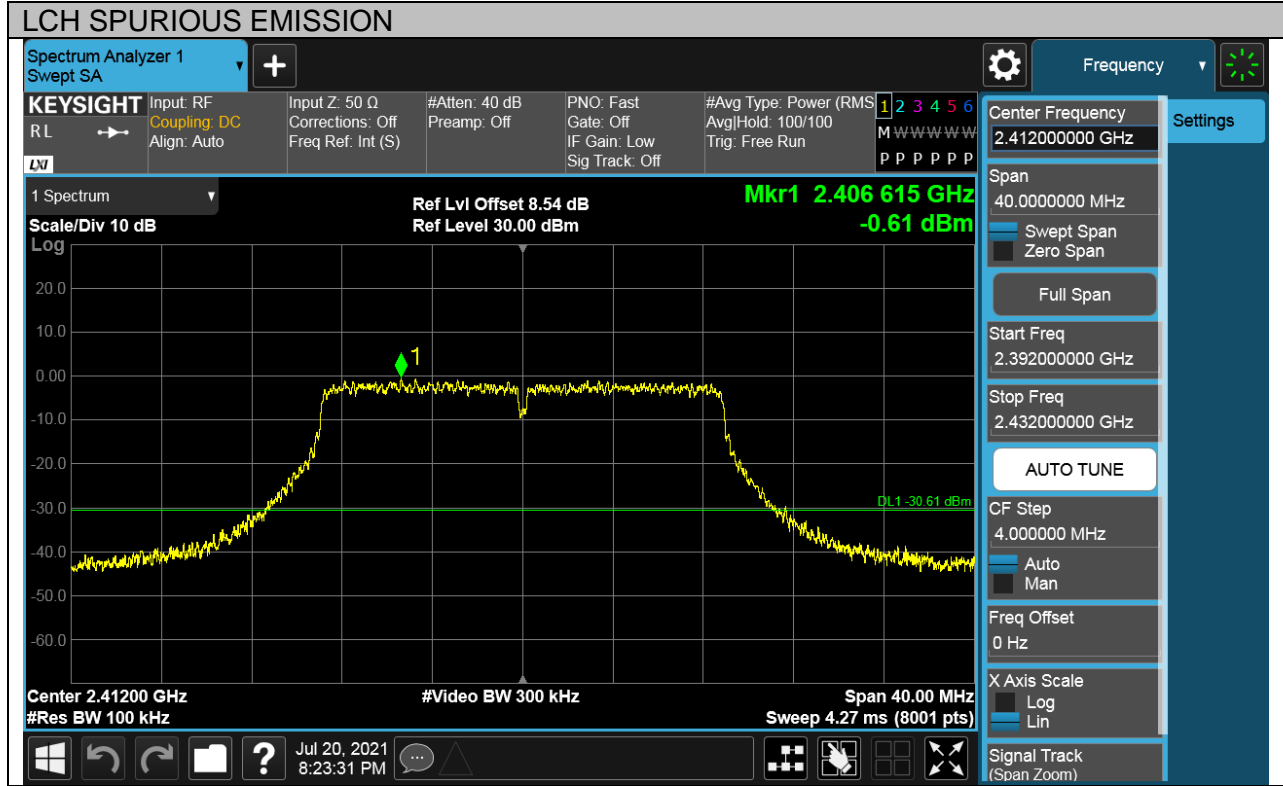 LCH SPURIOUS EMISSION
Spectrum Analyzer 1
Swept SA
+
Frequency
KEYSIGHT
R L
LXI
Input: RF
Coupling: DC
Align: Auto
Input Z: 50 Ω
Corrections: Off
Freq Ref: Int (S)
#Atten: 40 dB
Preamp: Off
PNO: Fast
Gate: Off
IF Gain: Low
Sig Track: Off
#Avg Type: Power (RMS
Avg|Hold: 100/100
Trig: Free Run
1 2 3 4 5 6
M W W W W W
P P P P P P
1 Spectrum
Scale/Div 10 dB
Log
Ref Lvl Offset 8.54 dB
Ref Level 30.00 dBm
Mkr1 2.406 615 GHz
-0.61 dBm
20.0
10.0
0.00
-10.0
-20.0
-30.0
-40.0
-50.0
-60.0
1
DL1 -30.61 dBm
Center 2.41200 GHz
#Res BW 100 kHz
#Video BW 300 kHz
Span 40.00 MHz
Sweep 4.27 ms (8001 pts)
?
Jul 20, 2021
8:23:31 PM
Center Frequency
2.412000000 GHz
Settings
Span
40.0000000 MHz
Swept Span
Zero Span
Full Span
Start Freq
2.392000000 GHz
Stop Freq
2.432000000 GHz
AUTO TUNE
CF Step
4.000000 MHz
Auto
Man
Freq Offset
0 Hz
X Axis Scale
Log
Lin
Signal Track
(Span Zoom)